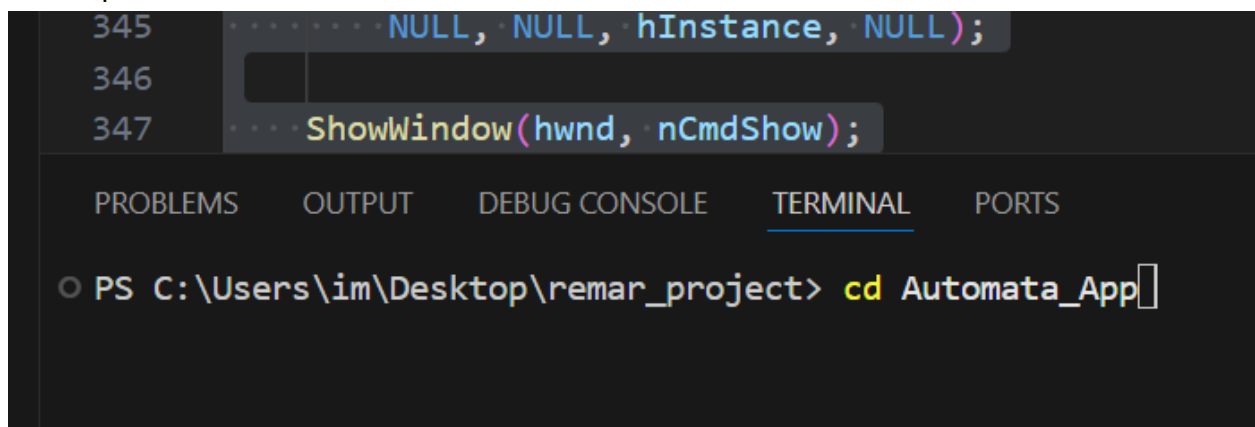 345 NULL, NULL, hInstance, NULL);
346
347 ShowWindow(hwnd, nCmdShow);
PROBLEMS OUTPUT DEBUG CONSOLE TERMINAL PORTS
PS C:\Users\im\Desktop\remar_project> cd Automata_App